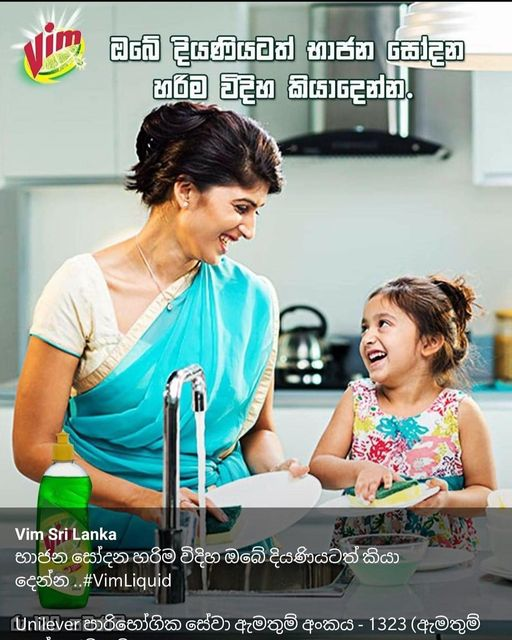 Vim
ඔබේ දියණියටත් භාජන සෝදන
හරිම විදිහ කියාදෙන්න.
Vim Sri Lanka
භාජන සෝදන හරිම විදිහ ඔබේ දියණියටත් කියා
දෙන්න ..#VimLiquid
Unilever පාරිභෝගික සේවා ඇමතුම් අංකය - 1323 (ඇමතුම්